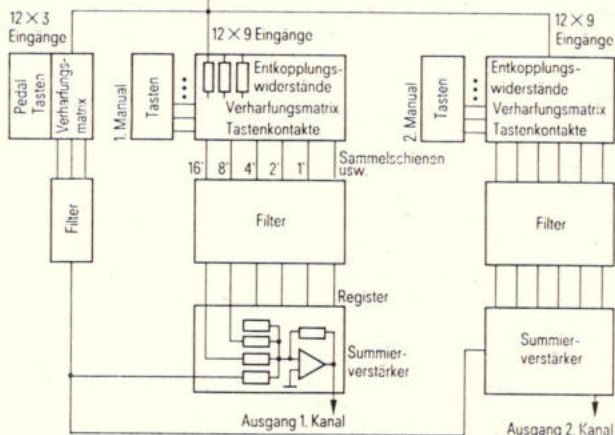 12 × 3
Eingänge
12 × 9 Eingänge
12 × 9
Eingänge
Pedal
Tasten
Verharfungs-
matrix
Filter
1. Manual
Tasten
Entkopplungs-
widerstände
Verharfungsmatrix
Tastenkontakte
16' 8' 4' 2' 1'
Sammelschienen
usw.
Filter
Register
Summier-
verstärker
Ausgang 1. Kanal
2. Manual
Tasten
Entkopplungs-
widerstände
Verharfungsmatrix
Tastenkontakte
Filter
Summier-
verstärker
Ausgang 2. Kanal